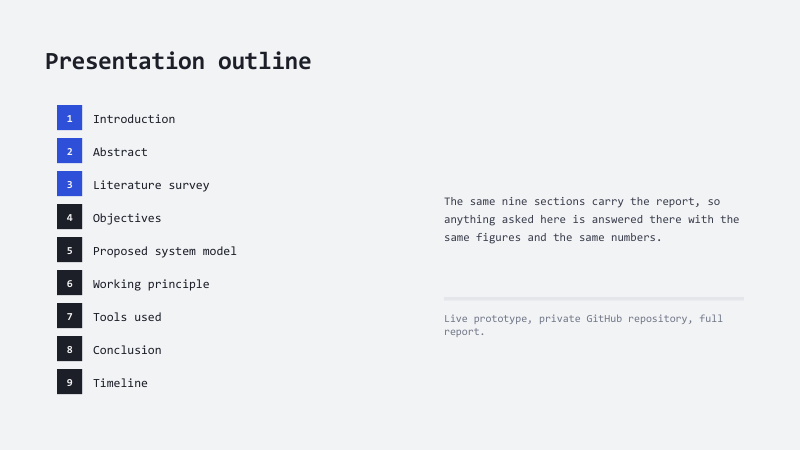 Presentation outline
1 Introduction
2 Abstract
3 Literature survey
4 Objectives
5 Proposed system model
6 Working principle
7 Tools used
8 Conclusion
9 Timeline
The same nine sections carry the report, so
anything asked here is answered there with the
same figures and the same numbers.
Live prototype, private GitHub repository, full
report.